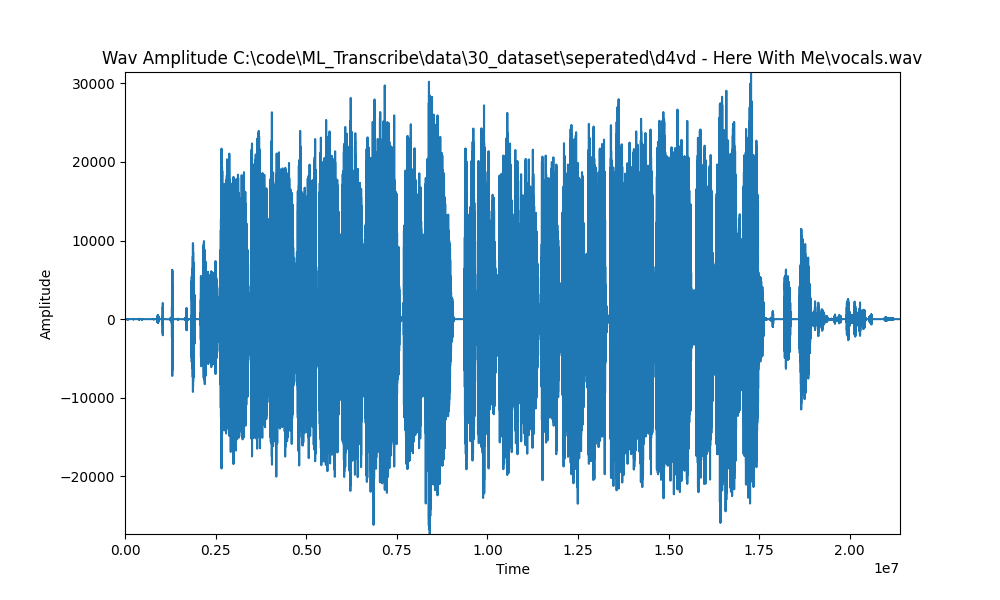 Wav Amplitude C:\code\ML_Transcribe\data\30_dataset\seperated\d4vd - Here With Me\vocals.wav
30000
20000
10000
0
−10000
−20000
Amplitude
0.00 0.25 0.50 0.75 1.00 1.25 1.50 1.75 2.00
1e7
Time